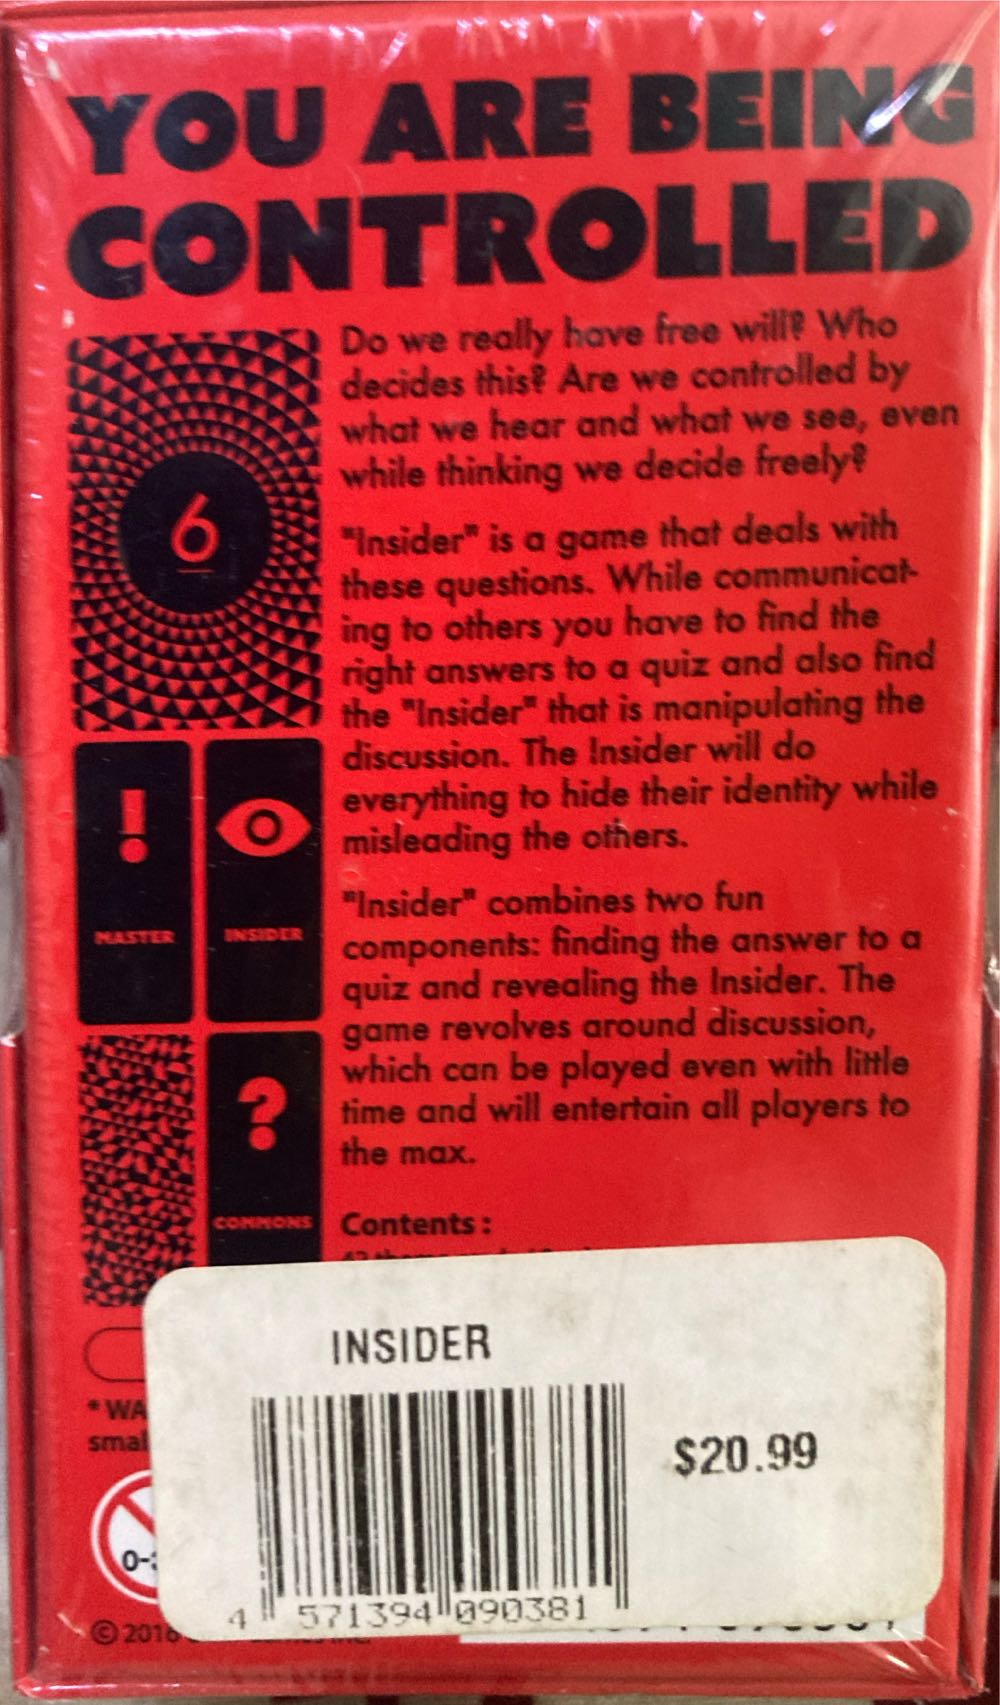 YOU ARE BEING
CONTROLLED
Do we really have free will? Who
decides this? Are we controlled by
what we hear and what we see, even
while thinking we decide freely?
6
"Insider" is a game that deals with
these questions. While communicat-
ing to others you have to find the
right answers to a quiz and also find
the "Insider" that is manipulating the
discussion. The Insider will do
everything to hide their identity while
misleading the others.
!
MASTER
INSIDER
"Insider" combines two fun
components: finding the answer to a
quiz and revealing the Insider. The
game revolves around discussion,
which can be played even with little
time and will entertain all players to
the max.
?
COMMONS
Contents:
INSIDER
$20.99
4 571394 090381
* WA
smal
0-
© 2016